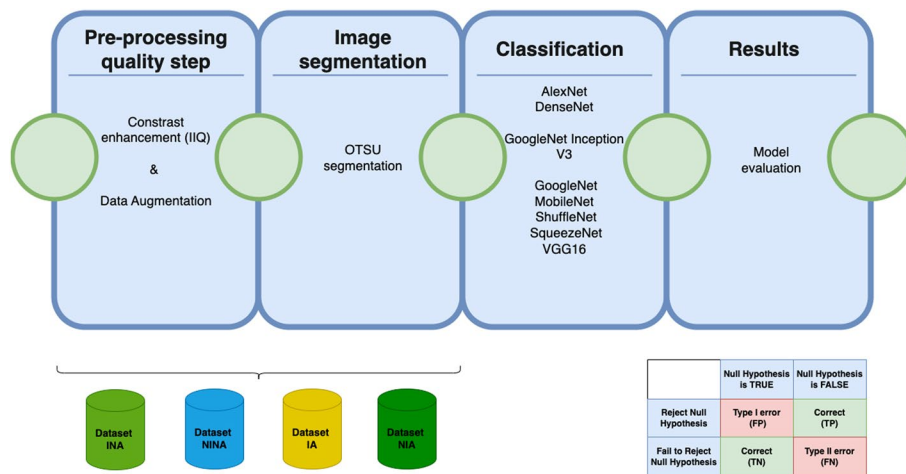 Pre-processing
quality step
Constrast
enhancement (IIQ)
&
Data Augmentation
Image
segmentation
OTSU
segmentation
Classification
AlexNet
DenseNet
GoogleNet Inception
V3
GoogleNet
MobileNet
ShuffleNet
SqueezeNet
VGG16
Results
Model
evaluation
Dataset
INA
Dataset
NINA
Dataset
IA
Dataset
NIA
Null Hypothesis
is TRUE
Null Hypothesis
is FALSE
Reject Null
Hypothesis
Type I error
(FP)
Correct
(TP)
Fail to Reject
Null Hypothesis
Correct
(TN)
Type II error
(FN)